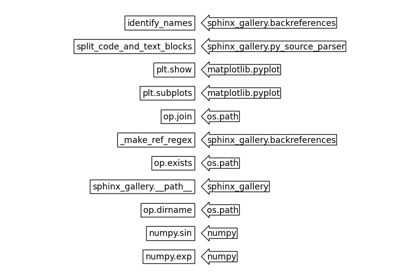 identify_names sphinx_gallery.backreferences
split_code_and_text_blocks sphinx_gallery.py_source_parser
plt.show matplotlib.pyplot
plt.subplots matplotlib.pyplot
op.join os.path
_make_ref_regex sphinx_gallery.backreferences
op.exists os.path
sphinx_gallery.__path__ sphinx_gallery
op.dirname os.path
numpy.sin numpy
numpy.exp numpy